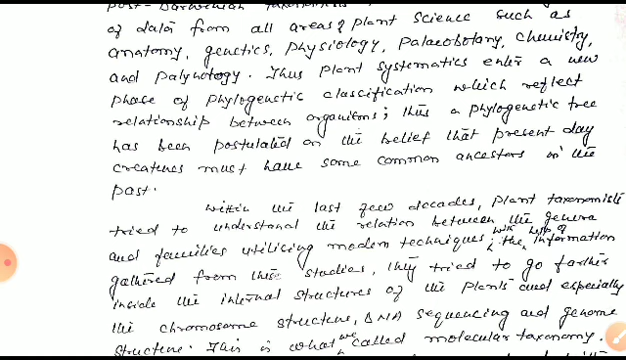 post-Darwinian
of data from all areas of plant science such as
anatomy, genetics, physiology, palaeobotany, chemistry,
and palynology. Thus plant systematics enter a new
phase of phylogenetic classification which reflect
relationship between organisms; thus a phylogenetic tree
has been postulated on the belief that present day
creatures must have some common ancestors in the
past.
Within the last few decades, plant taxonomists
tried to understand the relation between the genera
and families utilising modern techniques; with help of the information
gathered from these studies, they tried to go farther
inside the internal structures of the plants and especially
the chromosome structure, DNA sequencing and genome
structure. This is what we called molecular taxonomy.